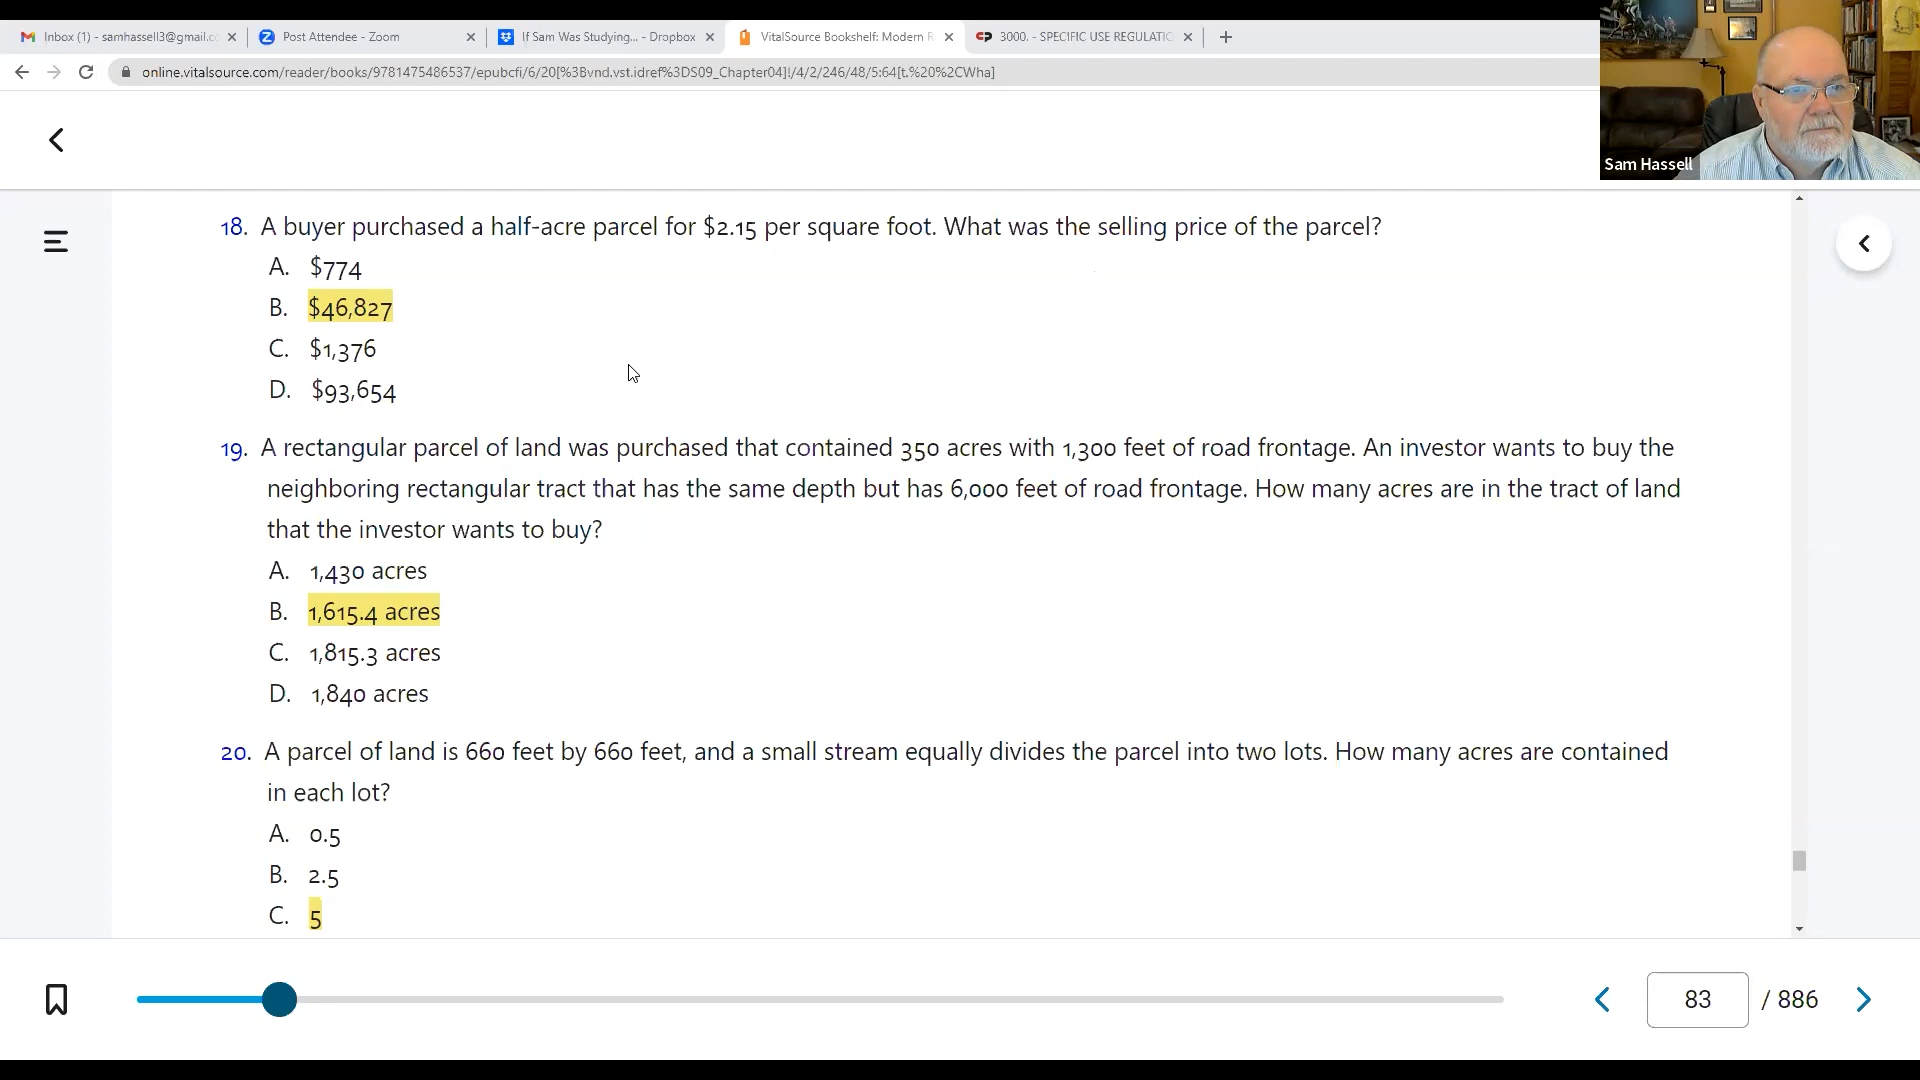 Inbox (1) - samhassell3@gmail.c
Post Attendee - Zoom
If Sam Was Studying... - Dropbox
VitalSource Bookshelf: Modern R
3000. - SPECIFIC USE REGULATIO
online.vitalsource.com/reader/books/9781475486537/epubcfi/6/20[%3Bvnd.vst.idref%3DS09_Chapter04]!/4/2/246/48/5:64[t.%20%2CWha]
Sam Hassell
18. A buyer purchased a half-acre parcel for $2.15 per square foot. What was the selling price of the parcel?
A. $774
B. $46,827
C. $1,376
D. $93,654
19. A rectangular parcel of land was purchased that contained 350 acres with 1,300 feet of road frontage. An investor wants to buy the
neighboring rectangular tract that has the same depth but has 6,000 feet of road frontage. How many acres are in the tract of land
that the investor wants to buy?
A. 1,430 acres
B. 1,615.4 acres
C. 1,815.3 acres
D. 1,840 acres
20. A parcel of land is 660 feet by 660 feet, and a small stream equally divides the parcel into two lots. How many acres are contained
in each lot?
A. 0.5
B. 2.5
C. 5
83 / 886